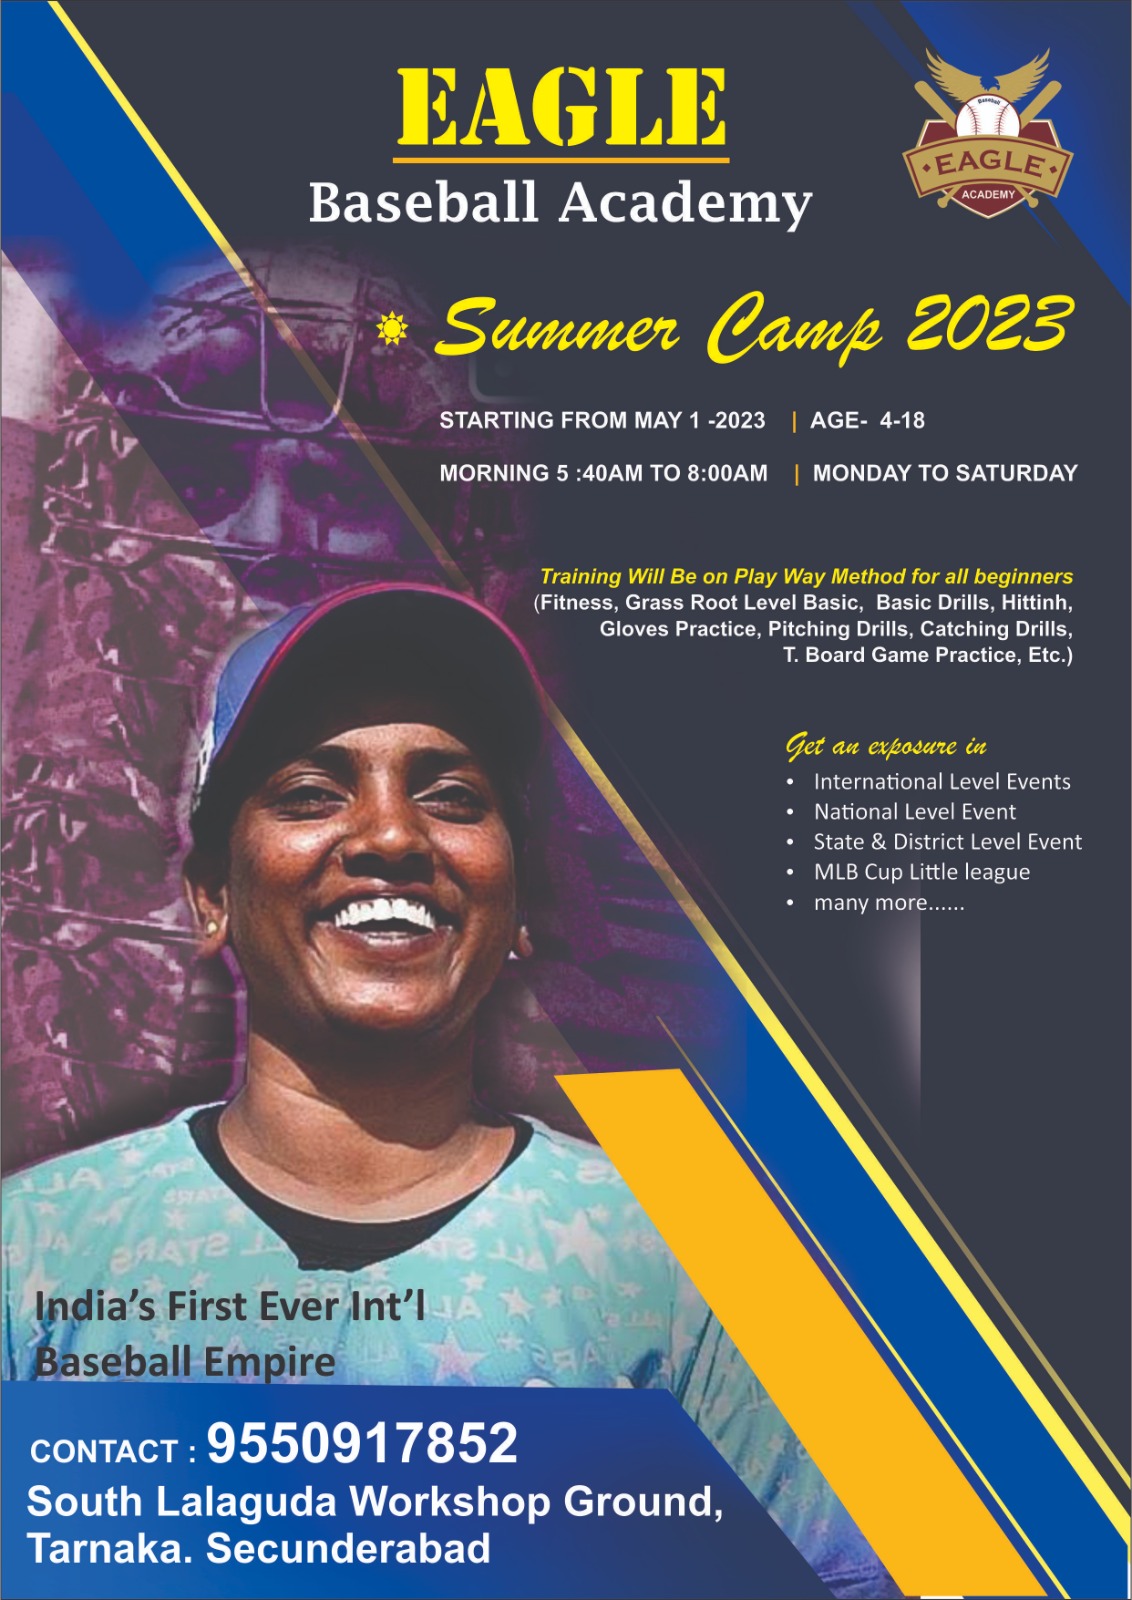 EAGLE
Baseball Academy
Baseball
EAGLE
ACADEMY
Summer Camp 2023
STARTING FROM MAY 1 -2023 | AGE- 4-18
MORNING 5 :40AM TO 8:00AM | MONDAY TO SATURDAY
Training Will Be on Play Way Method for all beginners
(Fitness, Grass Root Level Basic, Basic Drills, Hittinh,
Gloves Practice, Pitching Drills, Catching Drills,
T. Board Game Practice, Etc.)
Get an exposure in
• International Level Events
• National Level Event
• State & District Level Event
• MLB Cup Little league
• many more......
India's First Ever Int'l
Baseball Empire
CONTACT : 9550917852
South Lalaguda Workshop Ground,
Tarnaka. Secunderabad